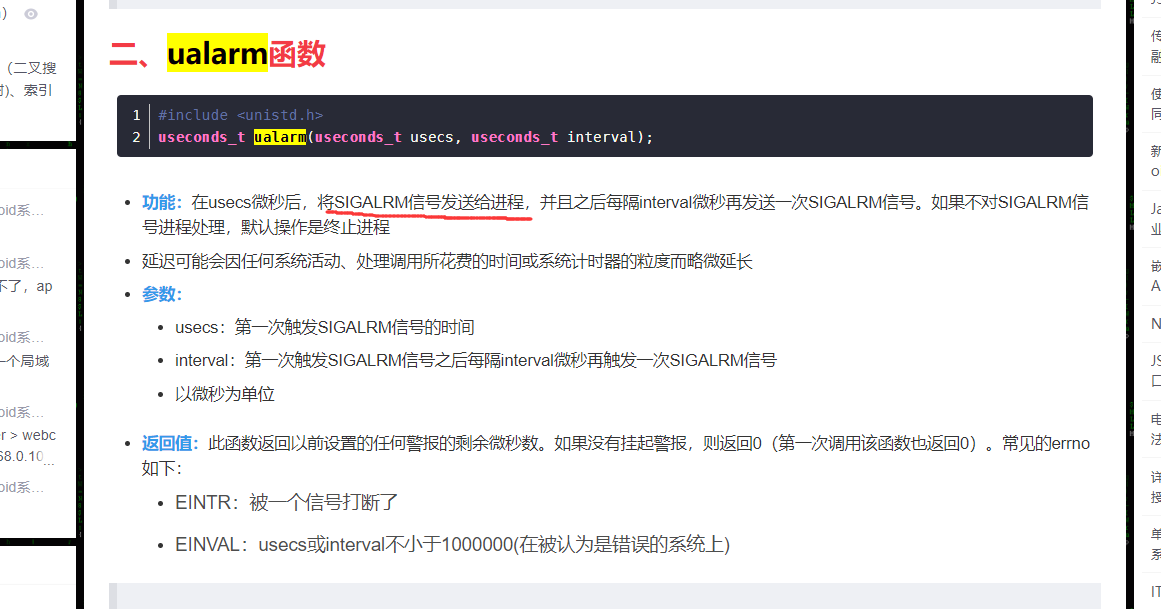 （二叉搜
、索引
二、ualarm函数
1 #include <unistd.h>
2 useconds_t ualarm(useconds_t usecs, useconds_t interval);
功能：在usecs微秒后，将SIGALRM信号发送给进程，并且之后每隔interval微秒再发送一次SIGALRM信号。如果不对SIGALRM信
号进程处理，默认操作是终止进程
延迟可能会因任何系统活动、处理调用所花费的时间或系统计时器的粒度而略微延长
参数：
usecs：第一次触发SIGALRM信号的时间
interval：第一次触发SIGALRM信号之后每隔interval微秒再触发一次SIGALRM信号
以微秒为单位
返回值：此函数返回以前设置的任何警报的剩余微秒数。如果没有挂起警报，则返回0（第一次调用该函数也返回0）。常见的errno
如下：
EINTR：被一个信号打断了
EINVAL：usecs或interval不小于1000000(在被认为是错误的系统上)
oid系...
oid系...
不了，ap
oid系...
一个局域
oid系...
r > webc
68.0.10...
oid系...
传
融
使
同
新
o
Ja
业
嵌
A
N
JS
口
电
法
详
授
单
系
IT